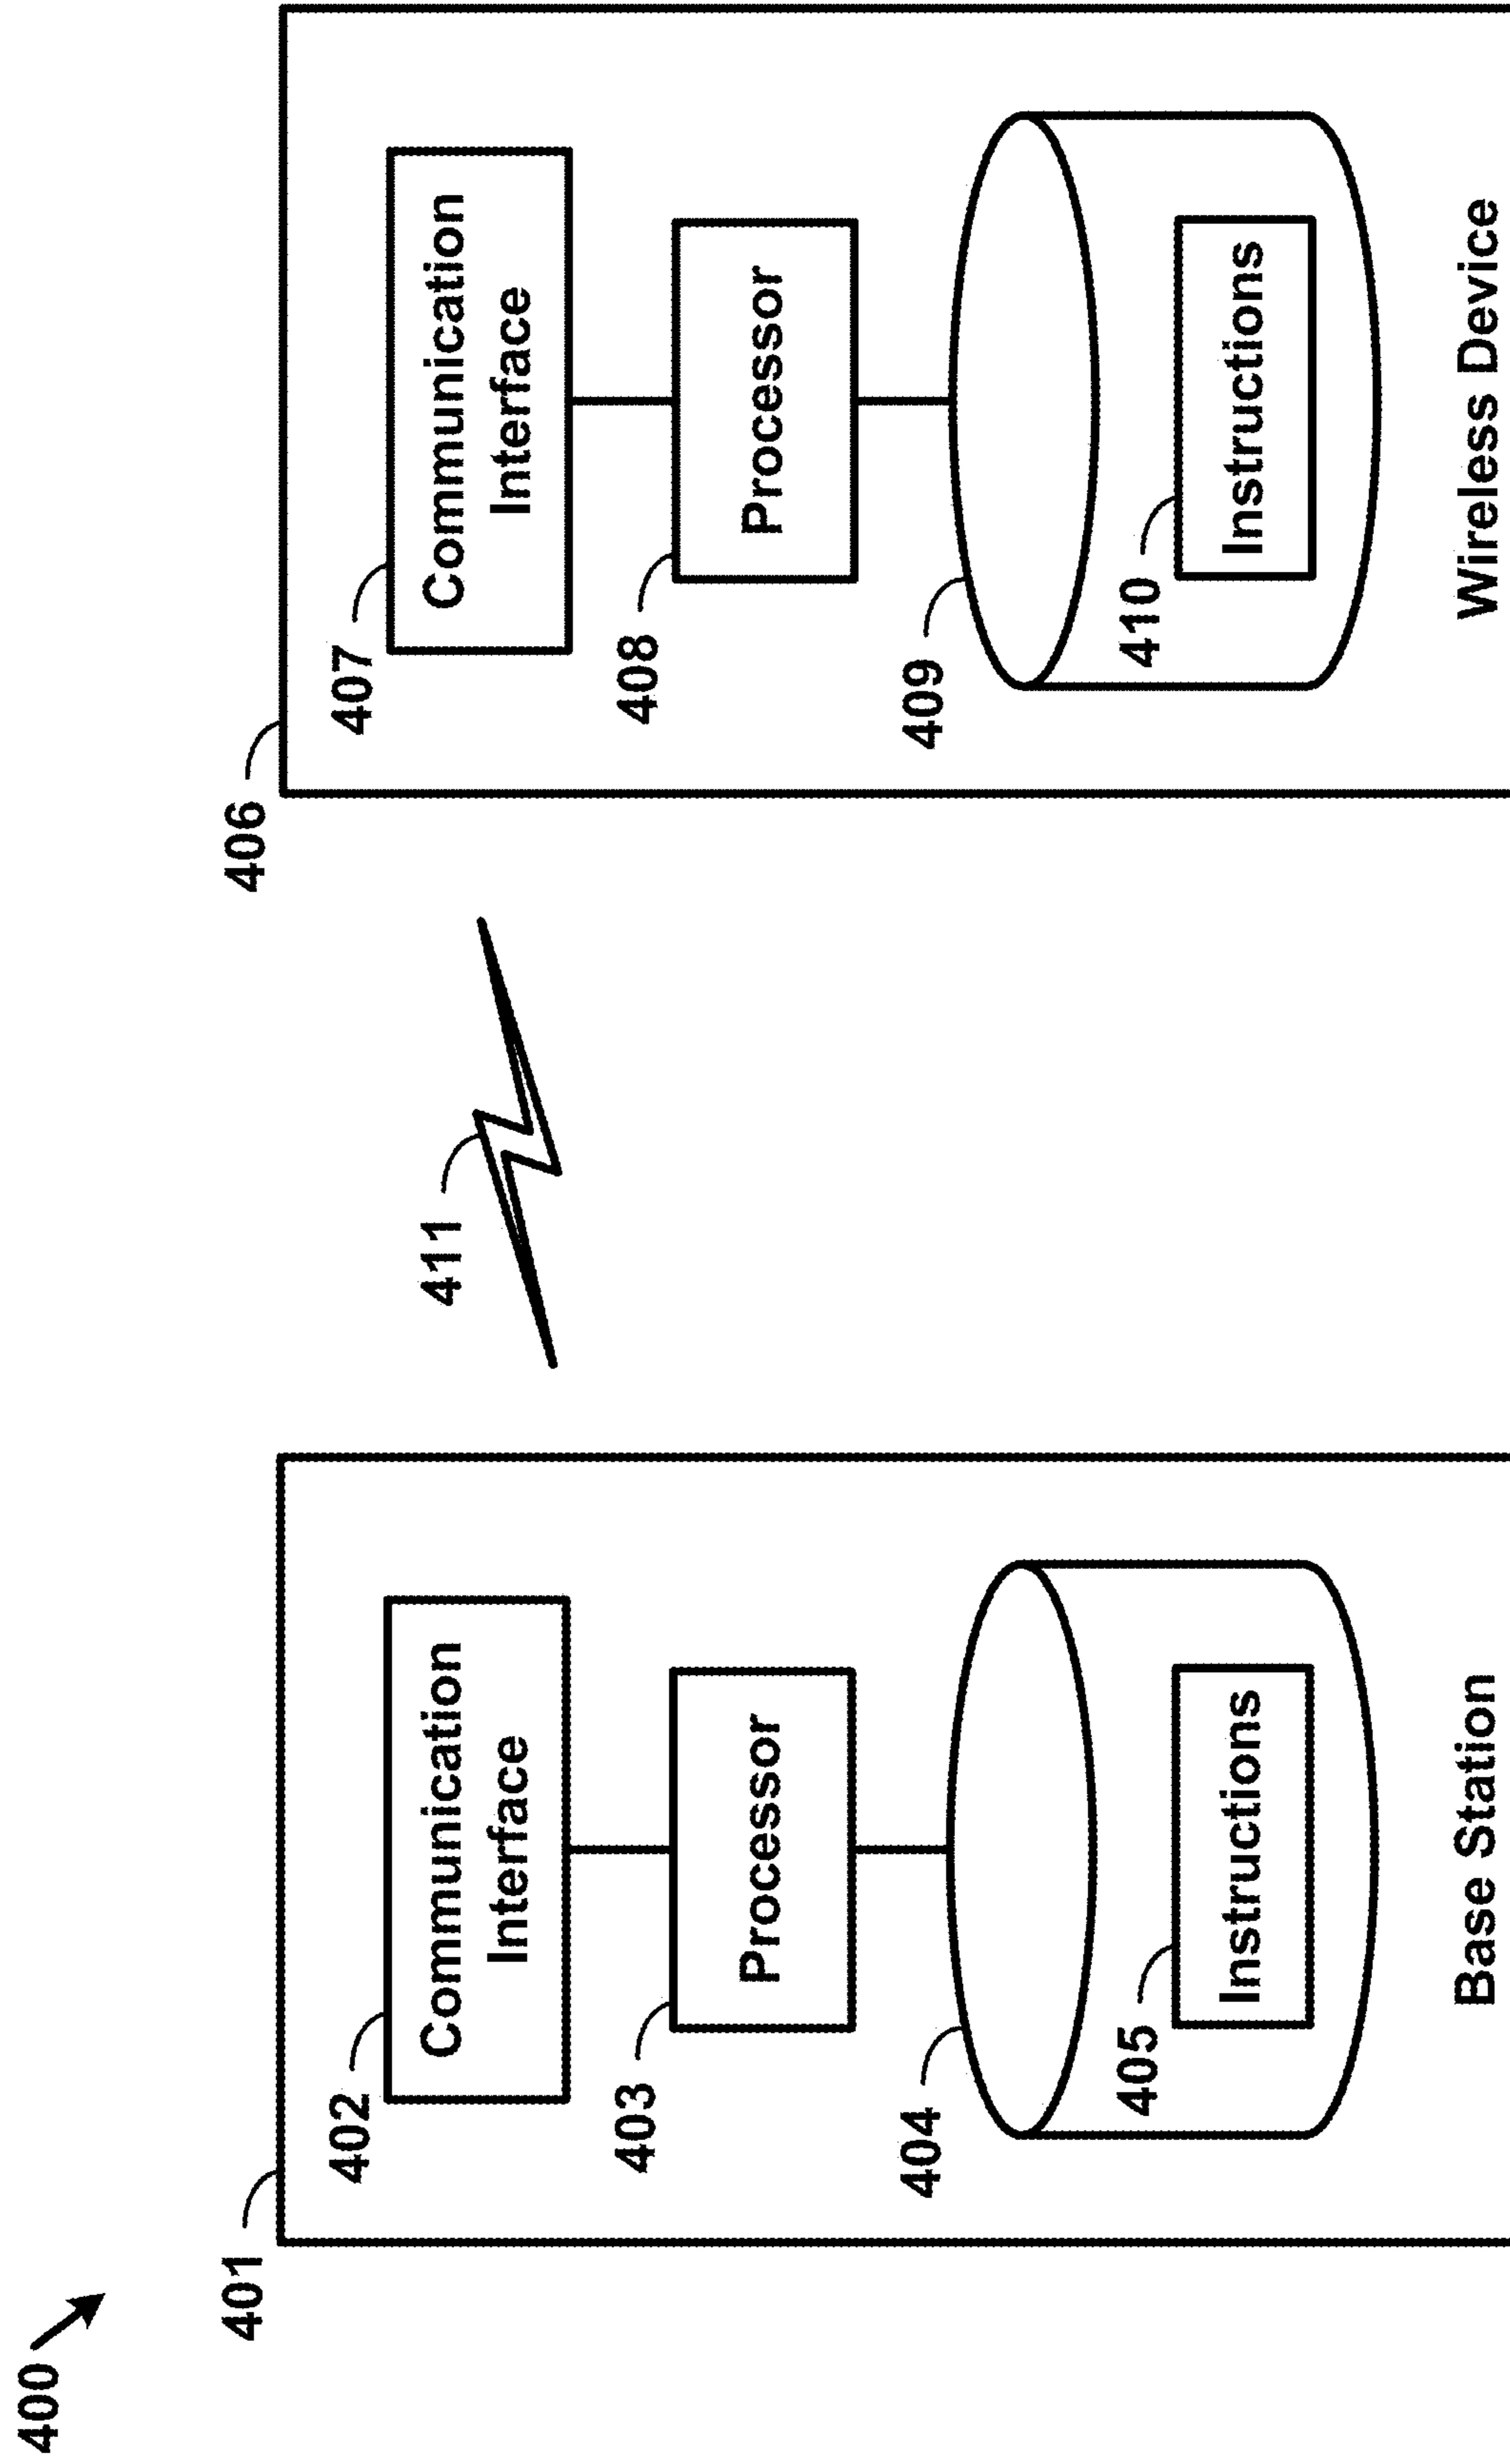 400
401
402
Communication
Interface
403
Processor
404
405
Instructions
Base Station
411
406
407
Communication
Interface
408
Processor
409
410
Instructions
Wireless Device